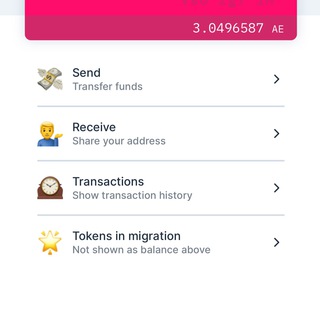 3.0496587 AE
Send
Transfer funds
Receive
Share your address
Transactions
Show transaction history
Tokens in migration
Not shown as balance above